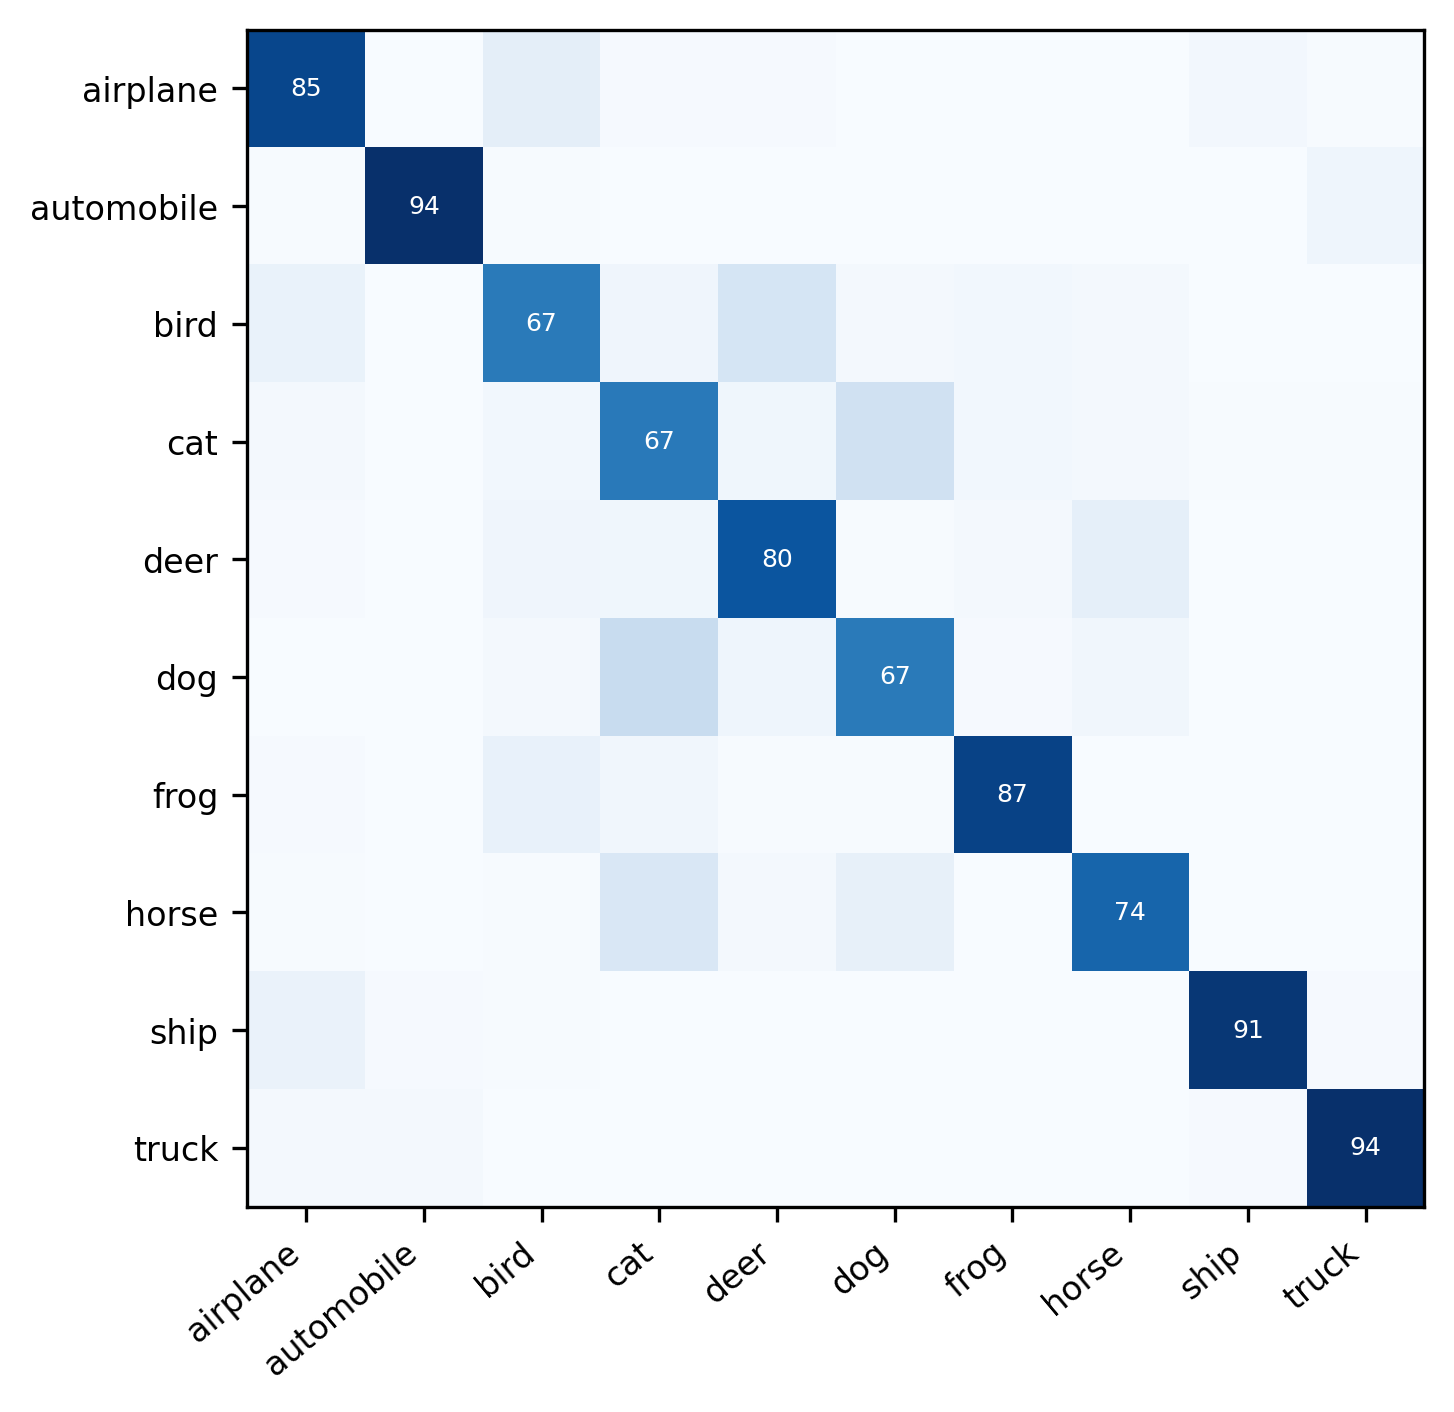 airplane 85
automobile 94
bird 67
cat 67
deer 80
dog 67
frog 87
horse 74
ship 91
truck 94
airplane automobile bird cat deer dog frog horse ship truck